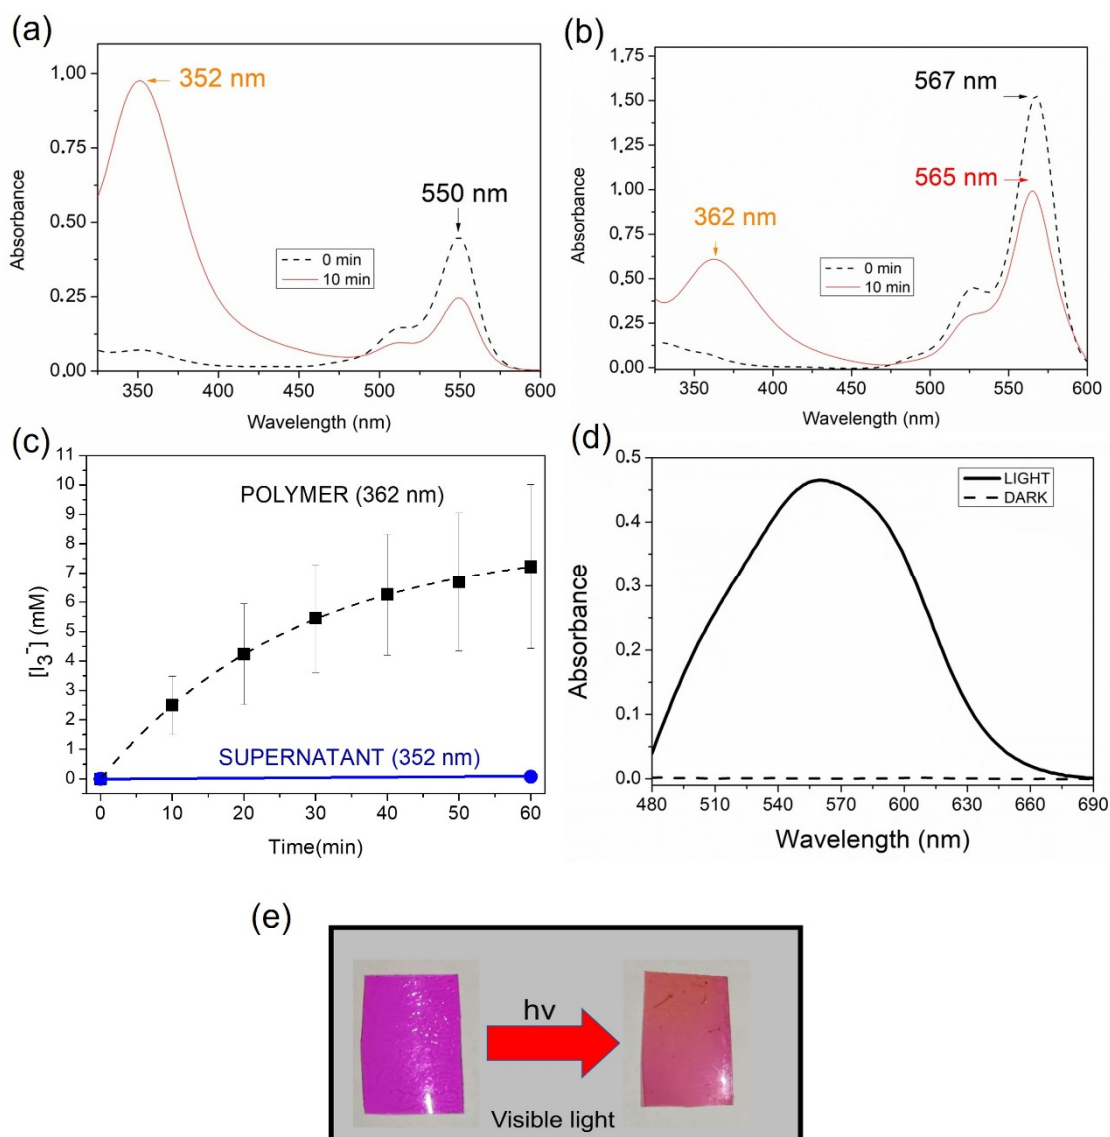 (a)
352 nm
550 nm
0 min
10 min
Absorbance
1.00
0.75
0.50
0.25
0.00
350
400
450
500
550
600
Wavelength (nm)
(b)
567 nm
565 nm
362 nm
0 min
10 min
Absorbance
1.75
1.50
1.25
1.00
0.75
0.50
0.25
0.00
350
400
450
500
550
600
Wavelength (nm)
(c)
POLYMER (362 nm)
SUPERNATANT (352 nm)
[I₃⁻] (mM)
11
10
9
8
7
6
5
4
3
2
1
0
0
10
20
30
40
50
60
Time(min)
(d)
LIGHT
DARK
Absorbance
0.5
0.4
0.3
0.2
0.1
0.0
480
510
540
570
600
630
660
690
Wavelength (nm)
(e)
hν
Visible light